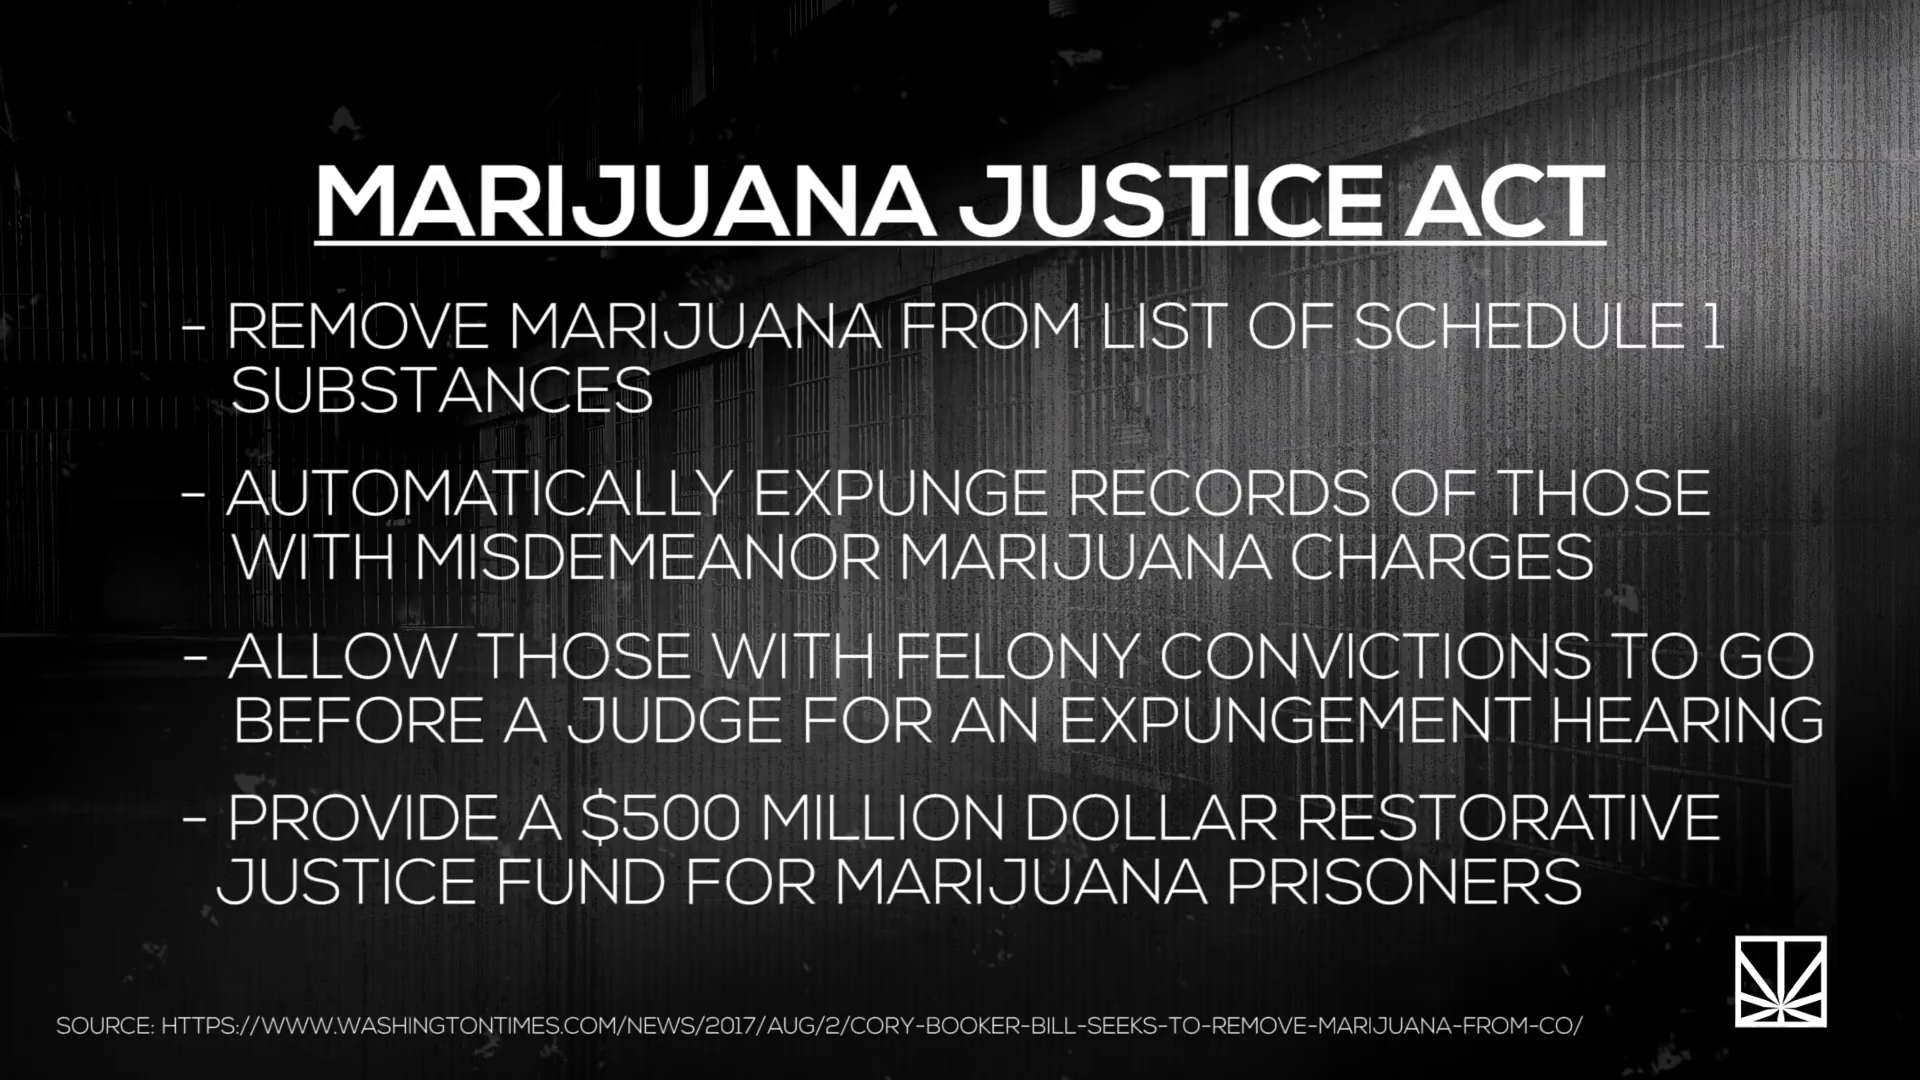 MARIJUANA JUSTICE ACT
- REMOVE MARIJUANA FROM LIST OF SCHEDULE 1
SUBSTANCES
- AUTOMATICALLY EXPUNGE RECORDS OF THOSE
WITH MISDEMEANOR MARIJUANA CHARGES
- ALLOW THOSE WITH FELONY CONVICTIONS TO GO
BEFORE A JUDGE FOR AN EXPUNGEMENT HEARING
- PROVIDE A $500 MILLION DOLLAR RESTORATIVE
JUSTICE FUND FOR MARIJUANA PRISONERS
SOURCE: HTTPS://WWW.WASHINGTONTIMES.COM/NEWS/2017/AUG/2/CORY-BOOKER-BILL-SEEKS-TO-REMOVE-MARIJUANA-FROM-CO/